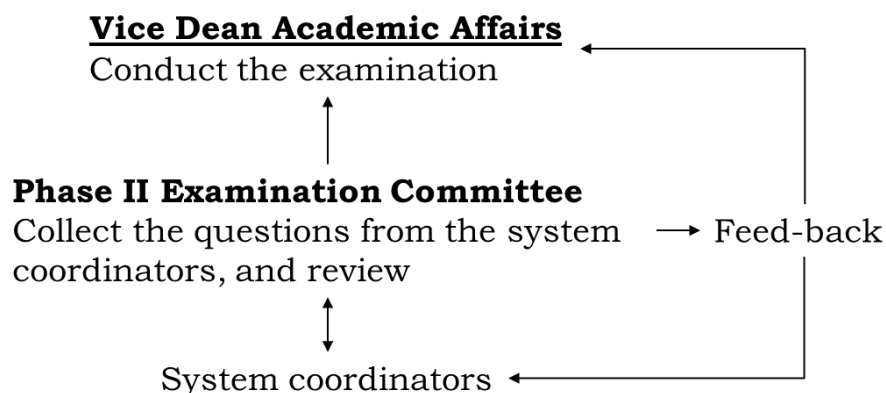 Vice Dean Academic Affairs
Conduct the examination
Phase II Examination Committee
Collect the questions from the system
coordinators, and review
Feed-back
System coordinators